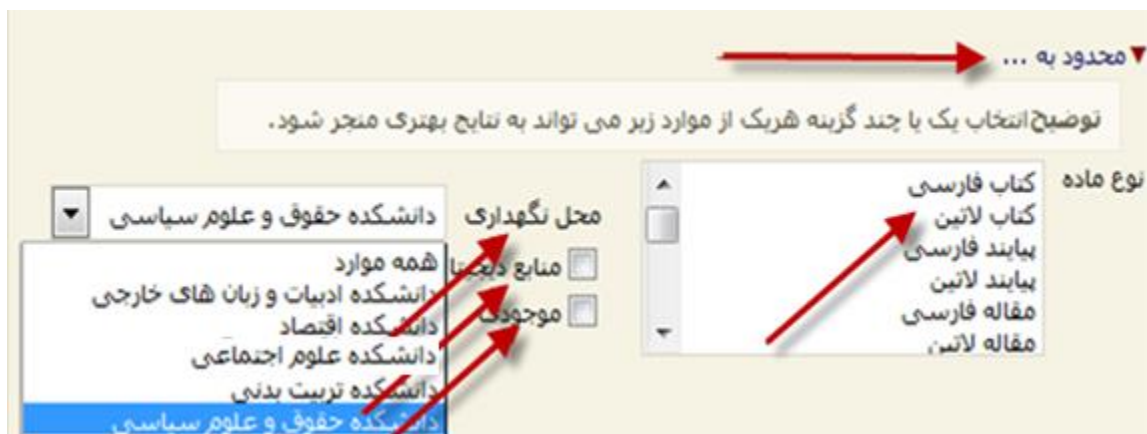 ▼ محدود به ...
توضیح انتخاب یک یا چند گزینه هریک از موارد زیر می تواند به نتایج بهتری منجر شود.
نوع ماده
کتاب فارسی
کتاب لاتین
پیایند فارسی
پیایند لاتین
مقاله فارسی
مقاله لاتین
محل نگهداری
دانشکده حقوق و علوم سیاسی
همه موارد
دانشکده ادبیات و زبان های خارجی
دانشکده اقتصاد
دانشکده علوم اجتماعی
دانشکده تربیت بدنی
دانشکده حقوق و علوم سیاسی
منابع دیجیتا
موجودی